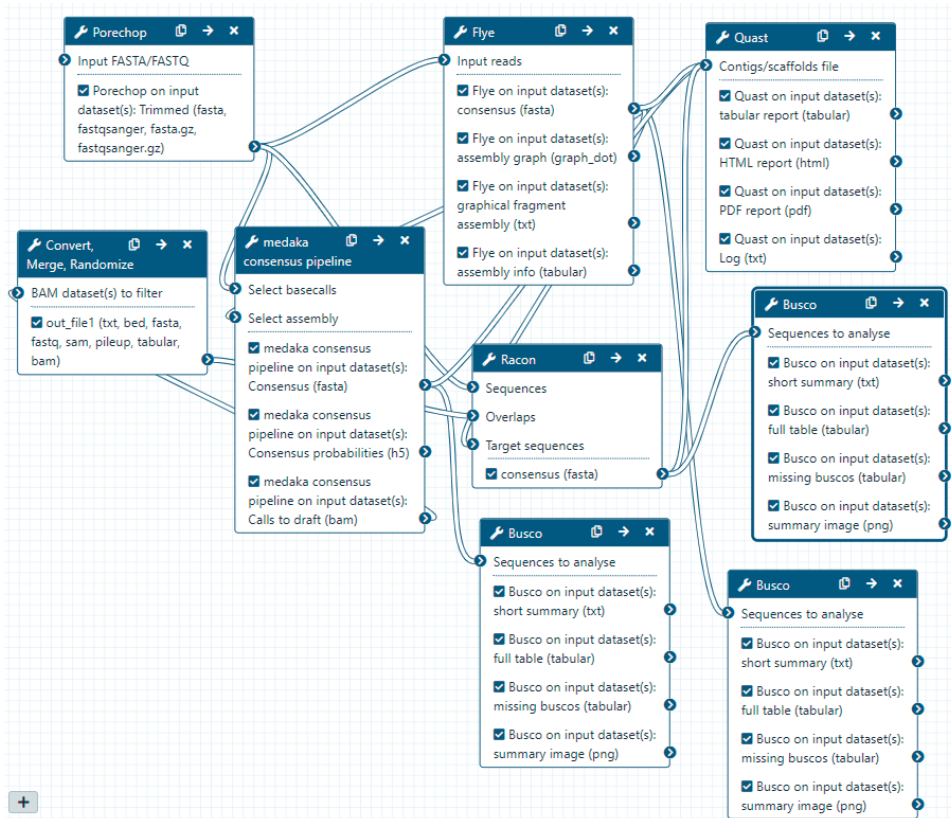 Porechop
Input FASTA/FASTQ
Porechop on input
dataset(s): Trimmed (fasta,
fastqsanger, fasta.gz,
fastqsanger.gz)
Flye
Input reads
Flye on input dataset(s):
consensus (fasta)
Flye on input dataset(s):
assembly graph (graph_dot)
Flye on input dataset(s):
graphical fragment
assembly (txt)
Flye on input dataset(s):
assembly info (tabular)
Quast
Contigs/scaffolds file
Quast on input dataset(s):
tabular report (tabular)
Quast on input dataset(s):
HTML report (html)
Quast on input dataset(s):
PDF report (pdf)
Quast on input dataset(s):
Log (txt)
Convert,
Merge, Randomize
BAM dataset(s) to filter
out_file1 (txt, bed, fasta,
fastq, sam, pileup, tabular,
bam)
medaka
consensus pipeline
Select basecalls
Select assembly
medaka consensus
pipeline on input dataset(s):
Consensus (fasta)
medaka consensus
pipeline on input dataset(s):
Consensus probabilities (h5)
medaka consensus
pipeline on input dataset(s):
Calls to draft (bam)
Racon
Sequences
Overlaps
Target sequences
consensus (fasta)
Busco
Sequences to analyse
Busco on input dataset(s):
short summary (txt)
Busco on input dataset(s):
full table (tabular)
Busco on input dataset(s):
missing buscos (tabular)
Busco on input dataset(s):
summary image (png)
Busco
Sequences to analyse
Busco on input dataset(s):
short summary (txt)
Busco on input dataset(s):
full table (tabular)
Busco on input dataset(s):
missing buscos (tabular)
Busco on input dataset(s):
summary image (png)
Busco
Sequences to analyse
Busco on input dataset(s):
short summary (txt)
Busco on input dataset(s):
full table (tabular)
Busco on input dataset(s):
missing buscos (tabular)
Busco on input dataset(s):
summary image (png)